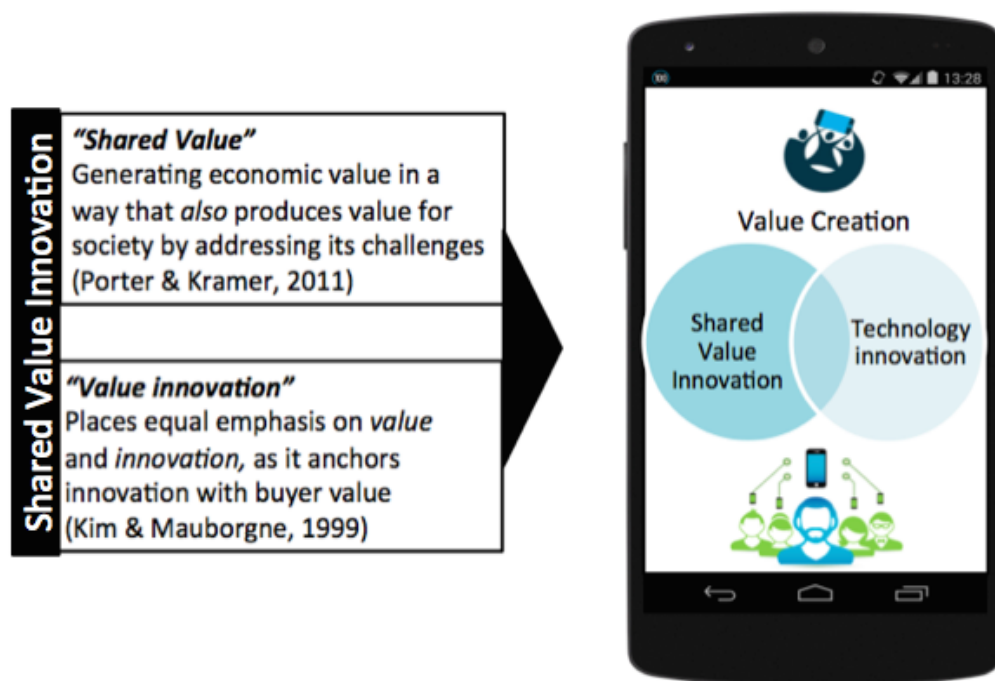 Shared Value Innovation
“Shared Value”
Generating economic value in a
way that also produces value for
society by addressing its challenges
(Porter & Kramer, 2011)
“Value innovation”
Places equal emphasis on value
and innovation, as it anchors
innovation with buyer value
(Kim & Mauborgne, 1999)
100
13:28
Value Creation
Shared
Value
Innovation
Technology
innovation